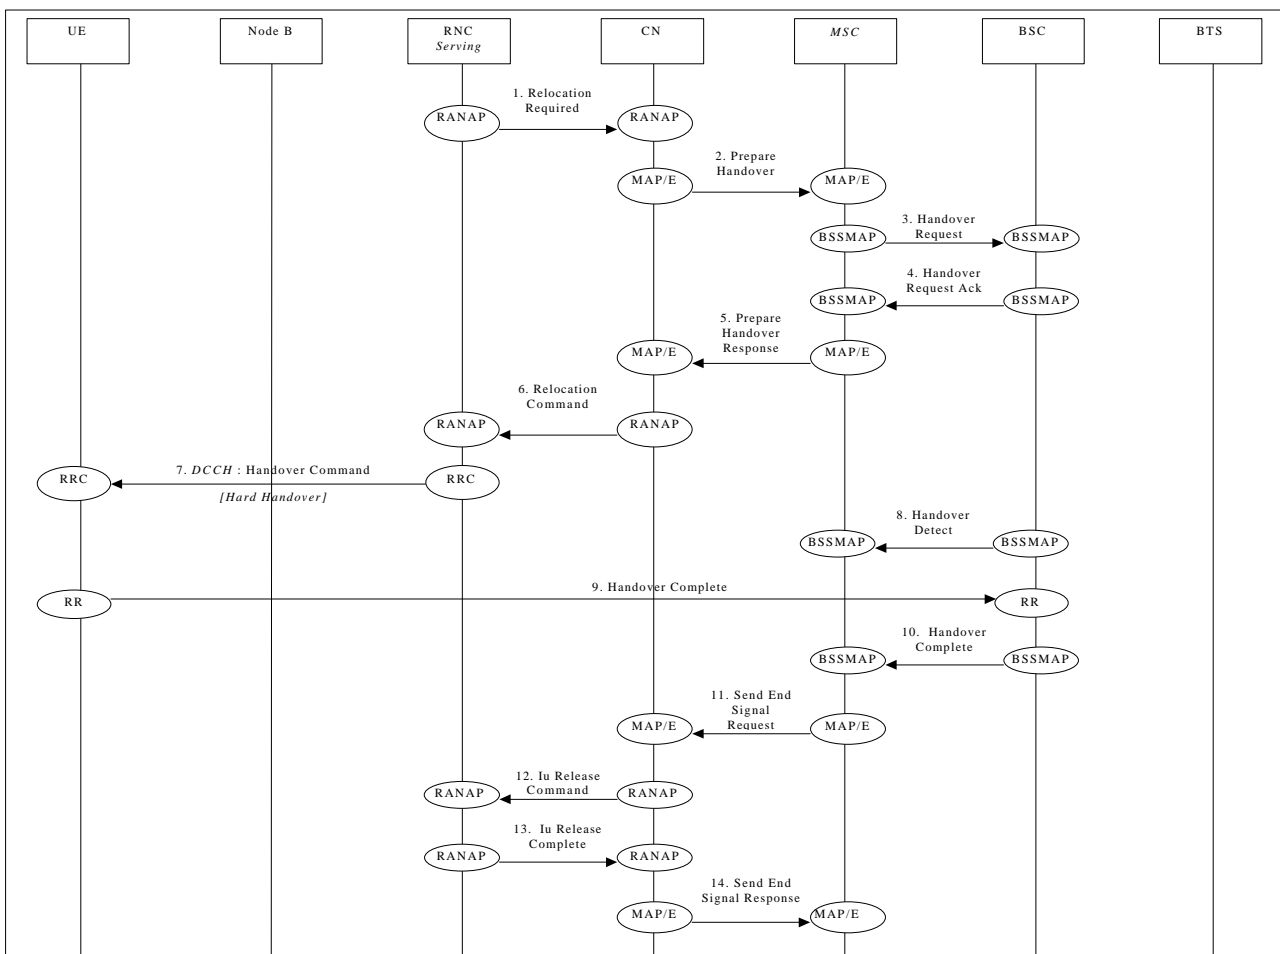 UE
Node B
RNC
Serving
CN
MSC
BSC
BTS
1. Relocation
Required
RANAP
RANAP
2. Prepare
Handover
MAP/E
MAP/E
3. Handover
Request
BSSMAP
BSSMAP
4. Handover
Request Ack
BSSMAP
BSSMAP
5. Prepare
Handover
Response
MAP/E
MAP/E
6. Relocation
Command
RANAP
RANAP
7. DCCH : Handover Command
RRC
RRC
[Hard Handover]
8. Handover
Detect
BSSMAP
BSSMAP
9. Handover Complete
RR
RR
10. Handover
Complete
BSSMAP
BSSMAP
11. Send End
Signal
Request
MAP/E
MAP/E
12. Iu Release
Command
RANAP
RANAP
13. Iu Release
Complete
RANAP
RANAP
14. Send End
Signal Response
MAP/E
MAP/E